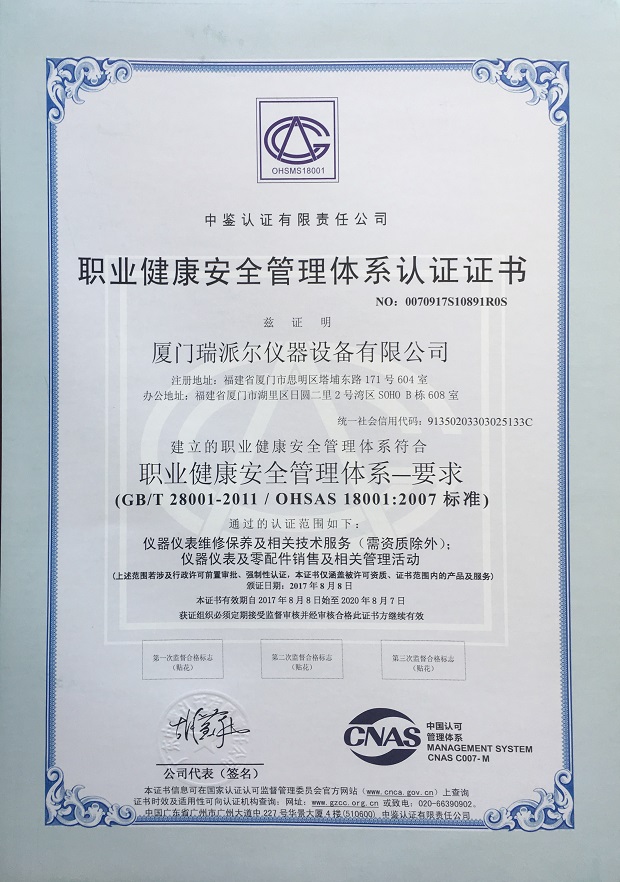 OHSMS18001
中鉴认证有限责任公司
职业健康安全管理体系认证证书
NO: 0070917S10891R0S
兹 证 明
厦门瑞派尔仪器设备有限公司
注册地址：福建省厦门市思明区塔埔东路 171 号 604 室
办公地址：福建省厦门市湖里区日圆二里 2 号湾区 SOHO B 栋 608 室
统一社会信用代码：91350203303025133C
建立的职业健康安全管理体系符合
职业健康安全管理体系—要求
(GB/T 28001-2011 / OHSAS 18001:2007 标准)
通过的认证范围如下：
仪器仪表维修保养及相关技术服务（需资质除外）；
仪器仪表及零配件销售及相关管理活动
(上述范围若涉及行政许可前置审批、强制性认证，本证书仅涵盖被许可资质、证书范围内的产品及服务)
颁证日期：2017 年 8 月 8 日
本证书有效期自 2017 年 8 月 8 日始至 2020 年 8 月 7 日
获证组织必须定期接受监督审核并经审核合格此证书方继续有效
第一次监督合格标志
（贴花）
第二次监督合格标志
（贴花）
第三次监督合格标志
（贴花）
公司代表（签名）
CNAS
中国认可
管理体系
MANAGEMENT SYSTEM
CNAS C007-M
本证书信息可在国家认证认可监督管理委员会官方网站（www.cnca.gov.cn）上查询
证书时效及适用性可向认证机构查询：网址：www.gzcc.org.cn 或致电：020-66390902.
中国广东省广州市广州大道中 227 号华景大厦 4 楼(510600) 中鉴认证有限责任公司